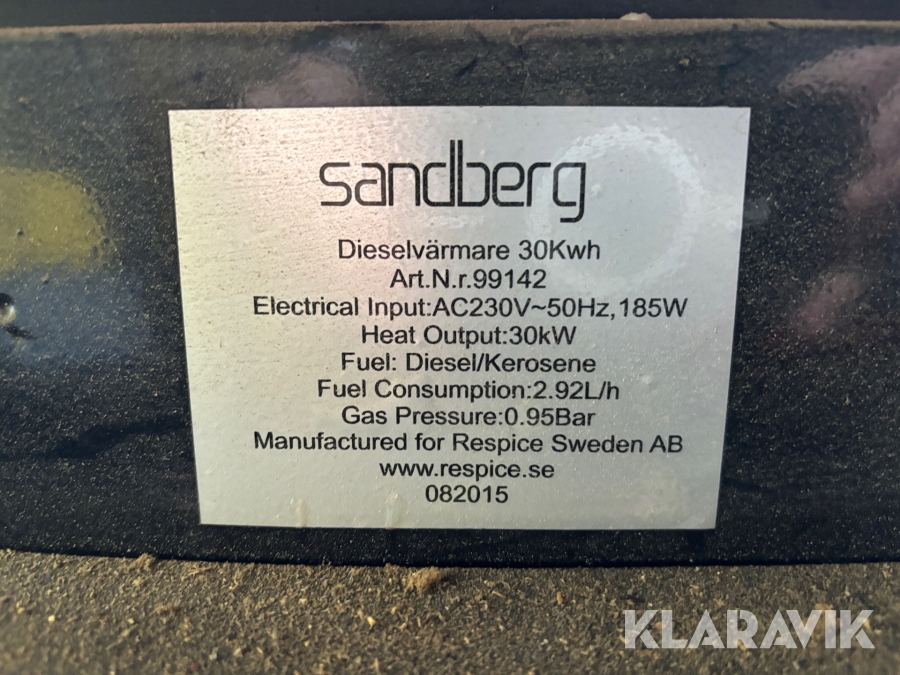 sandberg
Dieselvärmare 30Kwh
Art.N.r.99142
Electrical Input:AC230V~50Hz,185W
Heat Output:30kW
Fuel: Diesel/Kerosene
Fuel Consumption:2.92L/h
Gas Pressure:0.95Bar
Manufactured for Respice Sweden AB
www.respice.se
082015
KLARAVIK